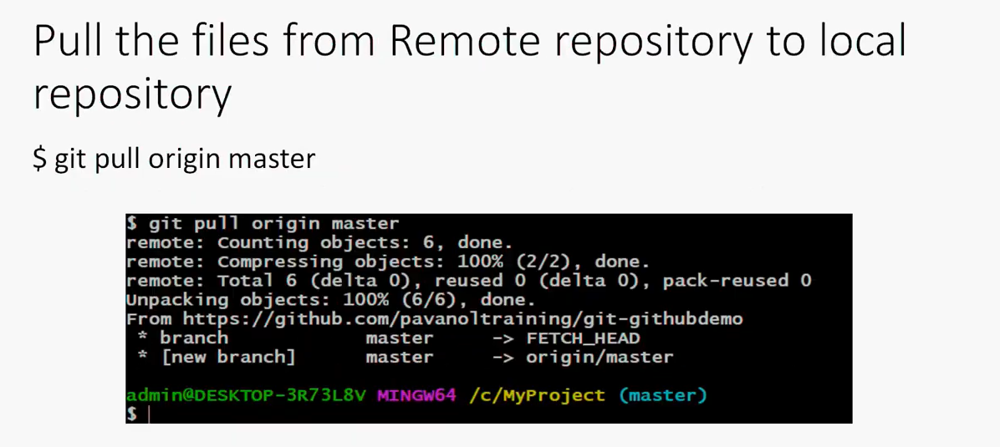 Pull the files from Remote repository to local
repository
$ git pull origin master
$ git pull origin master
remote: Counting objects: 6, done.
remote: Compressing objects: 100% (2/2), done.
remote: Total 6 (delta 0), reused 0 (delta 0), pack-reused 0
Unpacking objects: 100% (6/6), done.
From https://github.com/pavanoltraining/git-githubdemo
 * branch            master     -> FETCH_HEAD
 * [new branch]      master     -> origin/master
admin@DESKTOP-3R73L8V MINGW64 /c/MyProject (master)
$